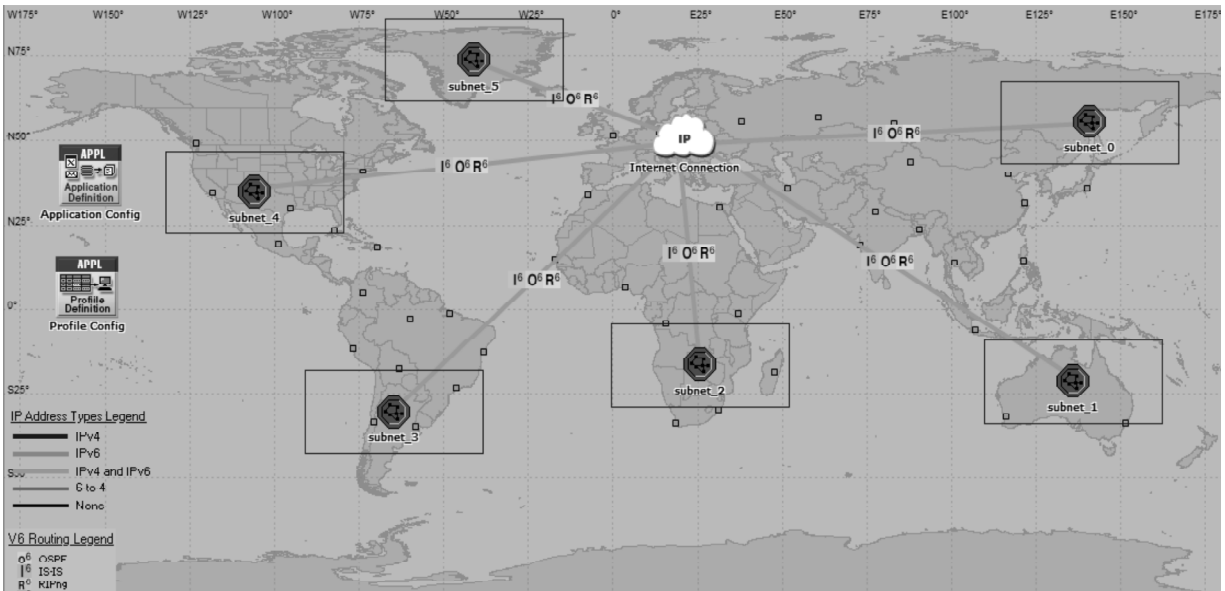 W175° W150° W125° W100° W75° W50° W25° 0° E25° E50° E75° E100° E125° E150° E175°
N75°
subnet_5
I⁶ O⁶ R⁶
N50°
IP
Internet Connection
I⁶ O⁶ R⁶
subnet_0
APPL
Application
Definition
Application Config
I⁶ O⁶ R⁶
subnet_4
N25°
I⁶ O⁶ R⁶
I⁶ O⁶ R⁶
I⁶ O⁶ R⁶
APPL
Profile
Definition
Profile Config
0°
subnet_2
subnet_1
S25°
subnet_3
IP Address Types Legend
IPv4
IPv6
IPv4 and IPv6
6 to 4
None
V6 Routing Legend
O⁶ OSPF
I⁶ IS-IS
R⁶ RIPng